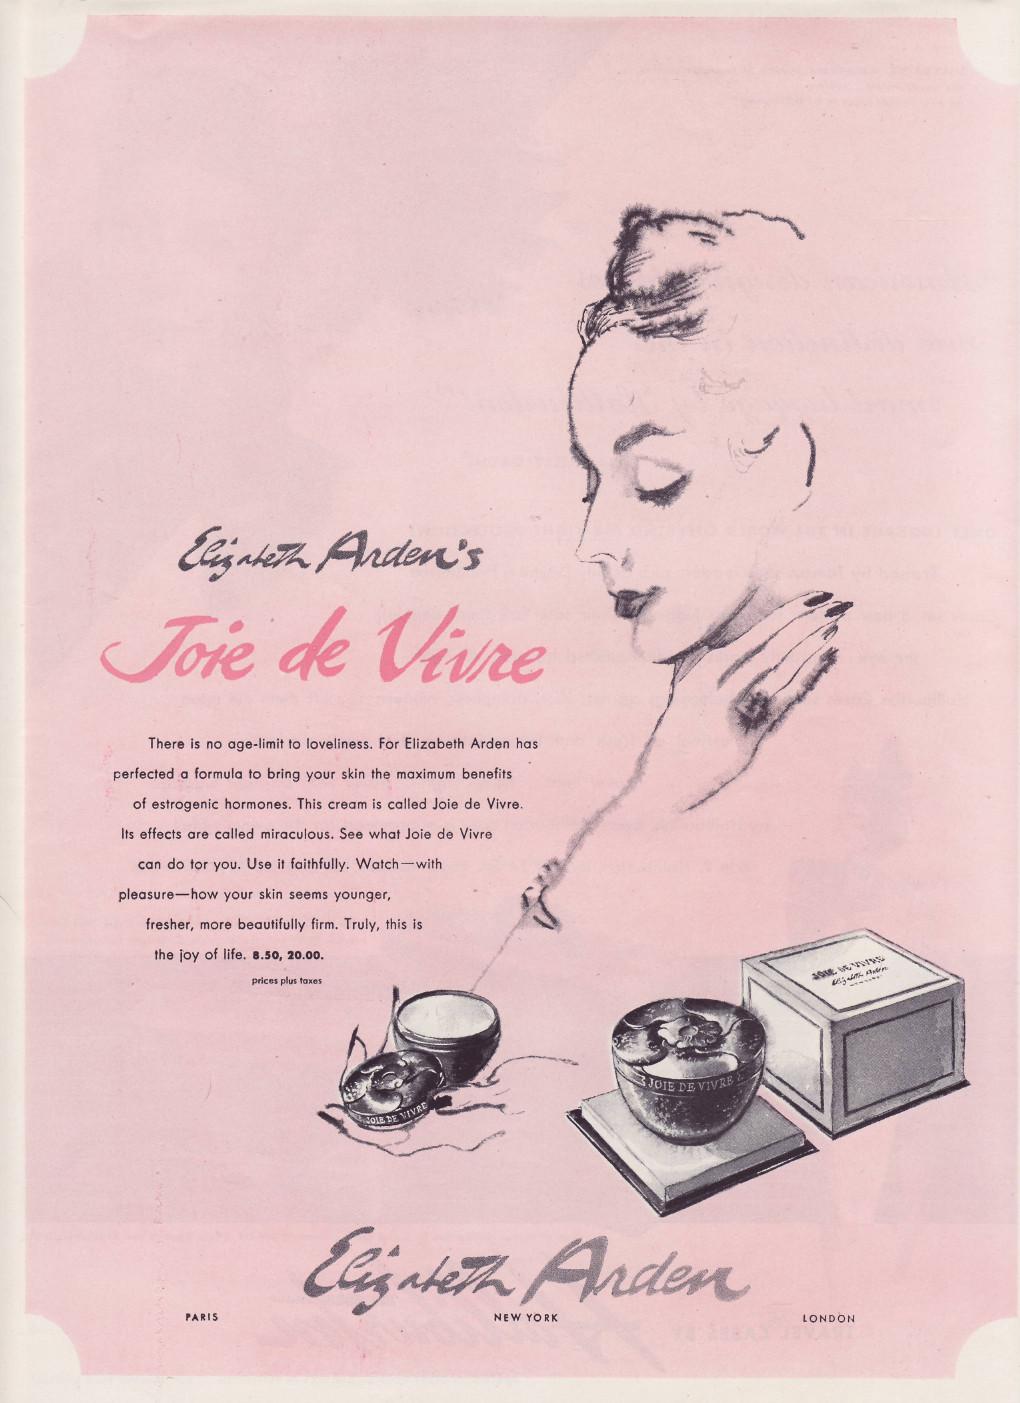 Elizabeth Arden's
Joie de Vivre
There is no age-limit to loveliness. For Elizabeth Arden has
perfected a formula to bring your skin the maximum benefits
of estrogenic hormones. This cream is called Joie de Vivre.
Its effects are called miraculous. See what Joie de Vivre
can do for you. Use it faithfully. Watch—with
pleasure—how your skin seems younger,
fresher, more beautifully firm. Truly, this is
the joy of life. 8.50, 20.00.
prices plus taxes
JOIE DE VIVRE
Elizabeth Arden
JOIE DE VIVRE
JOIE DE VIVRE
Elizabeth Arden
PARIS
NEW YORK
LONDON